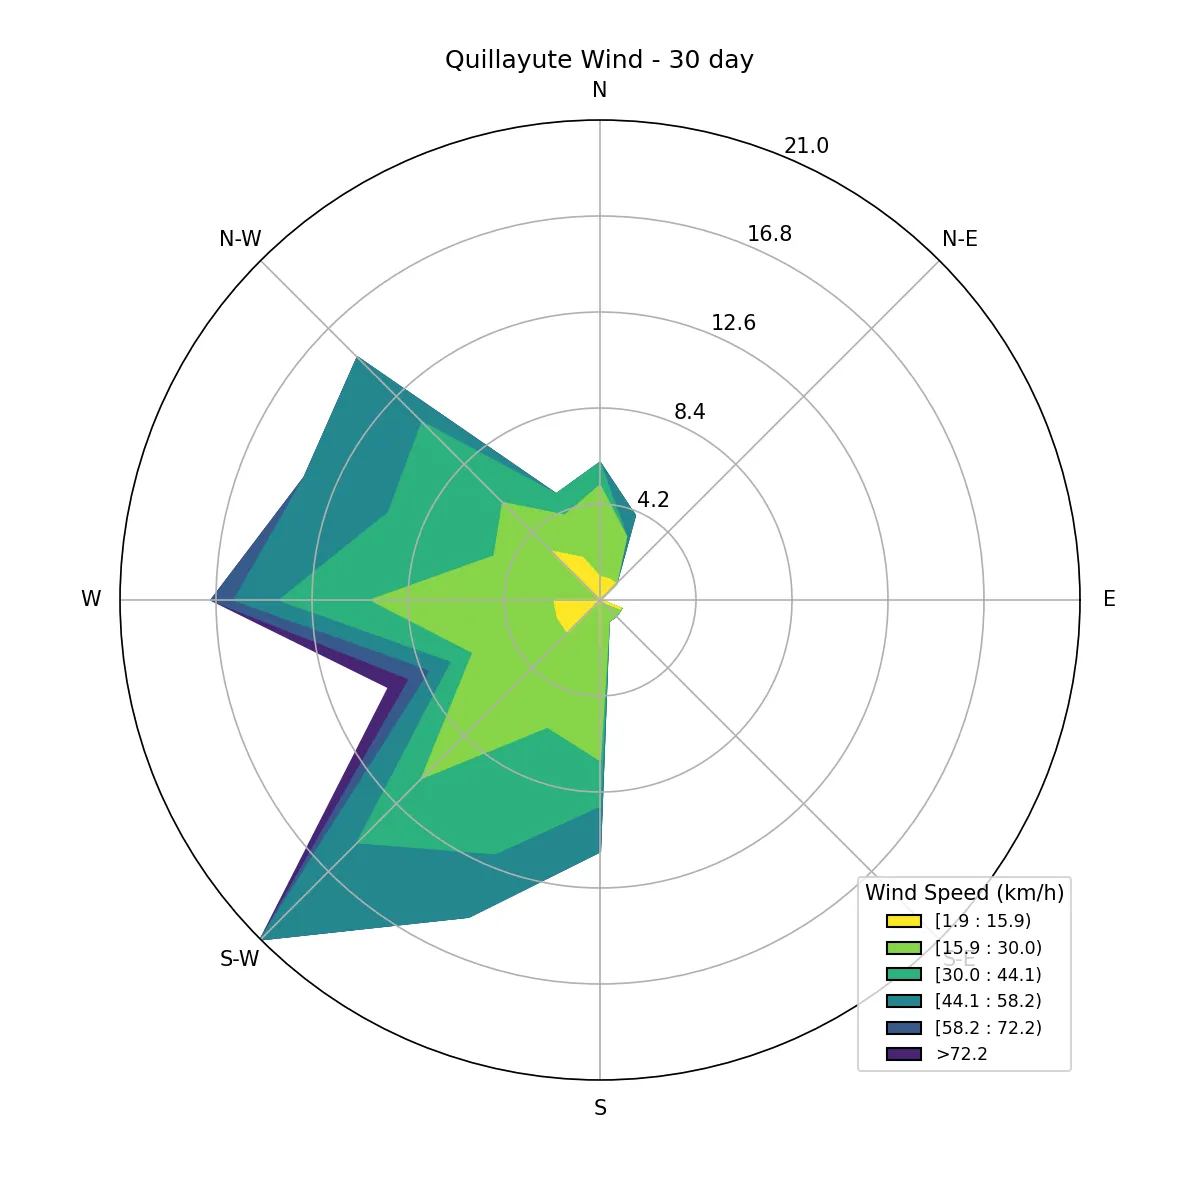 Quillayute Wind - 30 day
N
21.0
16.8
N-W
N-E
12.6
8.4
4.2
W
E
Wind Speed (km/h)
[1.9 : 15.9)
[15.9 : 30.0)
S-W
S-E
[30.0 : 44.1)
[44.1 : 58.2)
[58.2 : 72.2)
>72.2
S